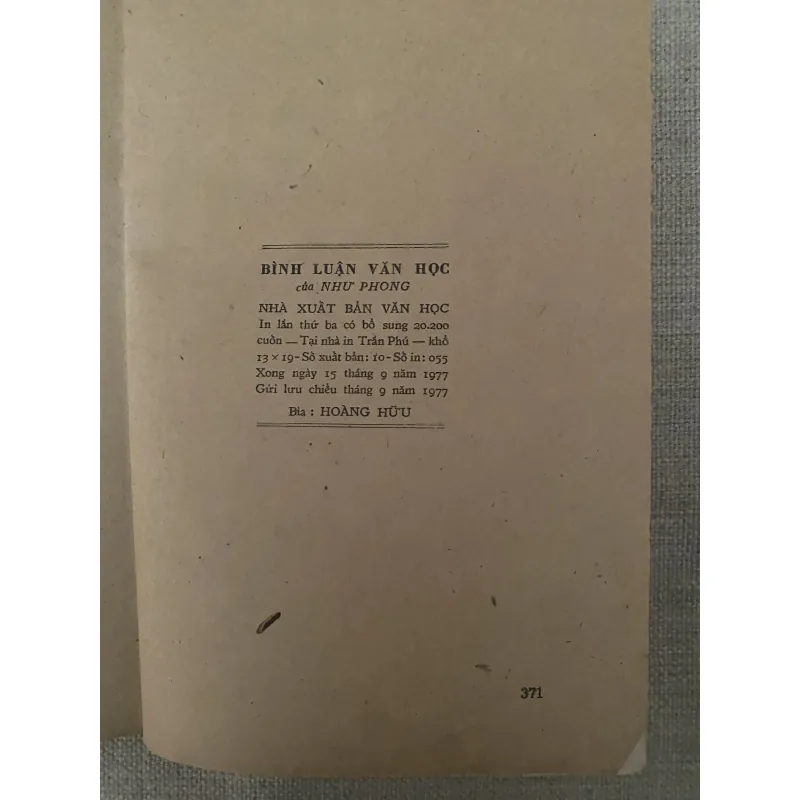 BÌNH LUẬN VĂN HỌC
của NHƯ PHONG
NHÀ XUẤT BẢN VĂN HỌC
In lần thứ ba có bổ sung 20.200
cuốn — Tại nhà in Trần Phú — khổ
13 × 19 - Số xuất bản: 10 - Số in: 055
Xong ngày 15 tháng 9 năm 1977
Gửi lưu chiểu tháng 9 năm 1977
Bìa : HOÀNG HỮU
371